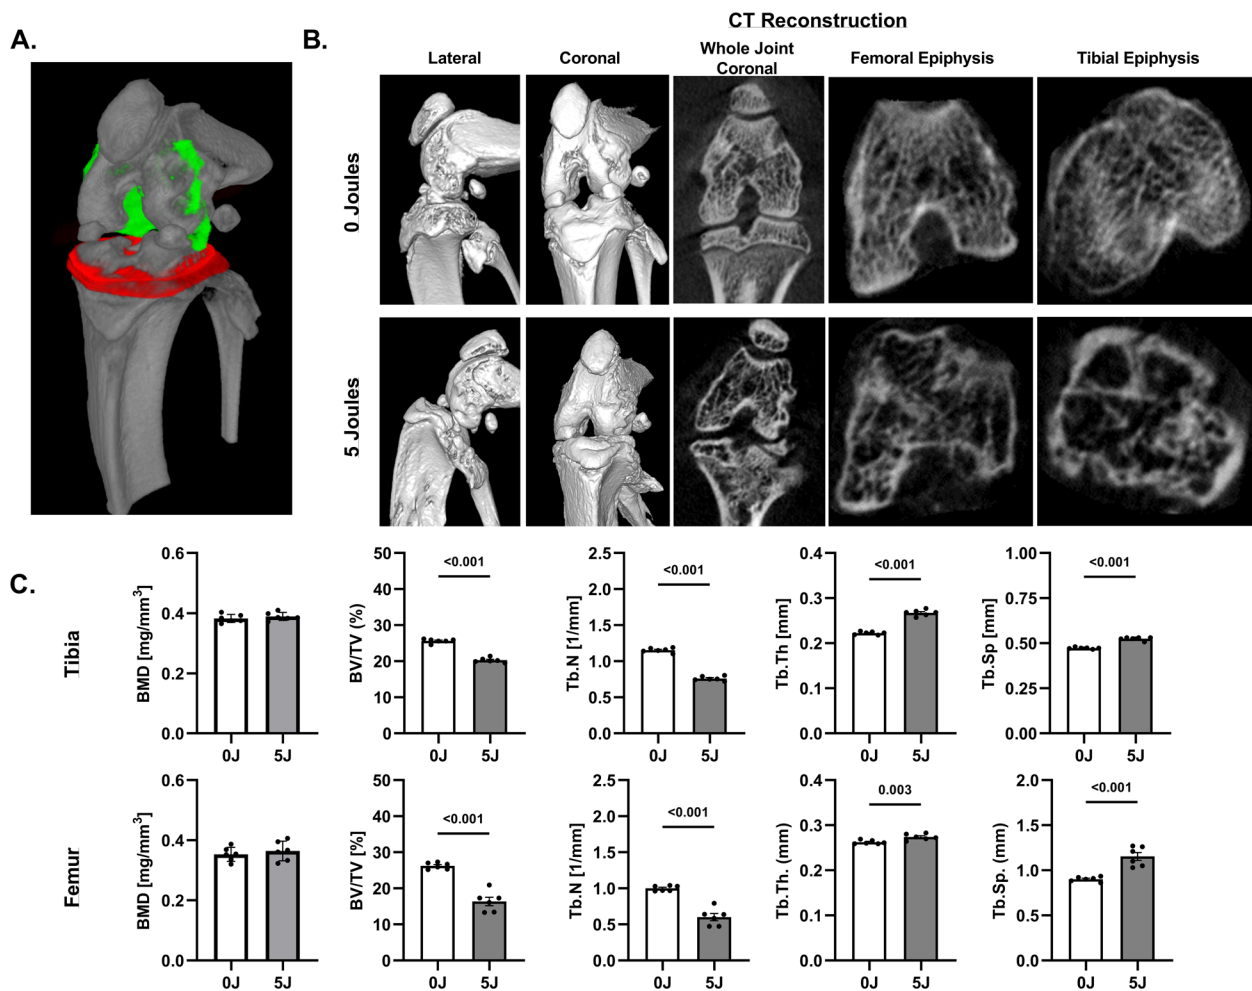 A.
B.
CT Reconstruction
Lateral
Coronal
Whole Joint
Coronal
Femoral Epiphysis
Tibial Epiphysis
0 Joules
5 Joules
C.
Tibia
BMD [mg/mm³]
0.6
0.4
0.2
0.0
0J 5J
BV/TV (%)
50
40
30
20
10
0
<0.001
0J 5J
Tb.N [1/mm]
2.5
2.0
1.5
1.0
0.5
0.0
<0.001
0J 5J
Tb.Th [mm]
0.4
0.3
0.2
0.1
0.0
<0.001
0J 5J
Tb.Sp [mm]
1.00
0.75
0.50
0.25
0.00
<0.001
0J 5J
Femur
BMD [mg/mm³]
0.6
0.4
0.2
0.0
0J 5J
BV/TV [%]
50
40
30
20
10
0
<0.001
0J 5J
Tb.N [1/mm]
2.5
2.0
1.5
1.0
0.5
0.0
<0.001
0J 5J
Tb.Th. (mm)
0.4
0.3
0.2
0.1
0.0
0.003
0J 5J
Tb.Sp. (mm)
2.0
1.5
1.0
0.5
0.0
<0.001
0J 5J